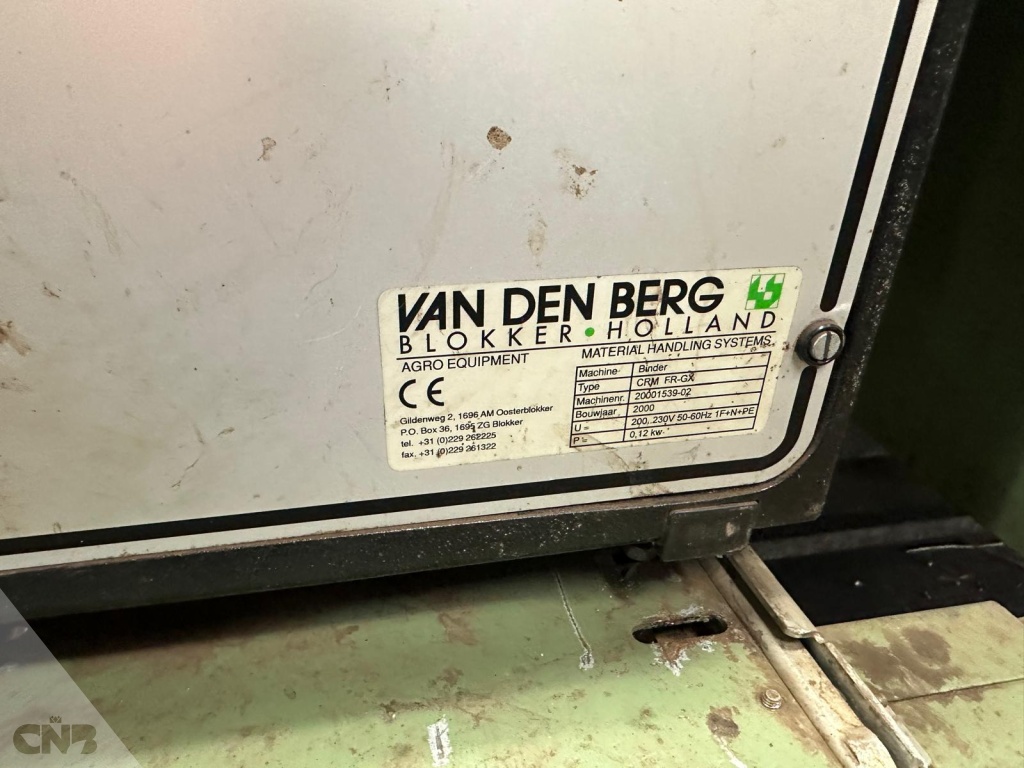 VAN DEN BERG
BLOKKER • HOLLAND
AGRO EQUIPMENT
MATERIAL HANDLING SYSTEMS
CE
Gildenweg 2, 1696 AM Oosterblokker
P.O. Box 36, 1695 ZG Blokker
tel. +31 (0)229 262225
fax. +31 (0)229 261322
Machine Binder
Type CRM FR-GX
Machinenr. 20001539-02
Bouwjaar 2000
U = 200..230V 50-60Hz 1F+N+PE
P = 0,12 kw
CNB